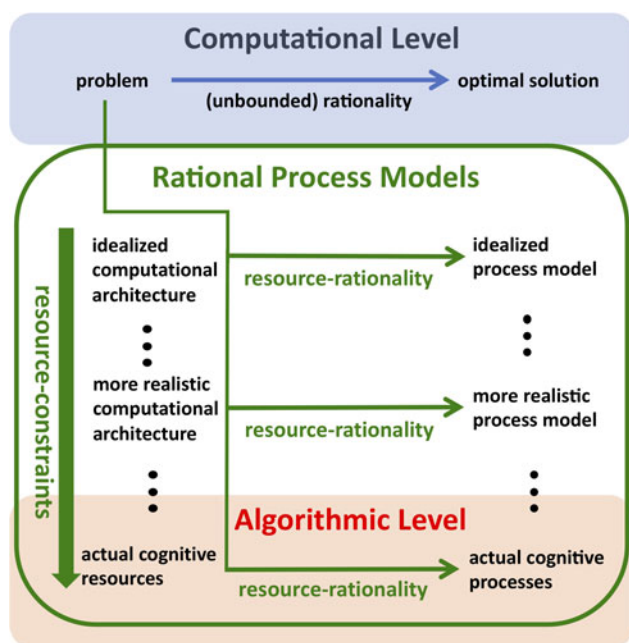 Computational Level
problem
optimal solution
(unbounded) rationality
Rational Process Models
resource-constraints
idealized
computational
architecture
resource-rationality
idealized
process model
more realistic
computational
architecture
resource-rationality
more realistic
process model
Algorithmic Level
actual cognitive
resources
resource-rationality
actual cognitive
processes